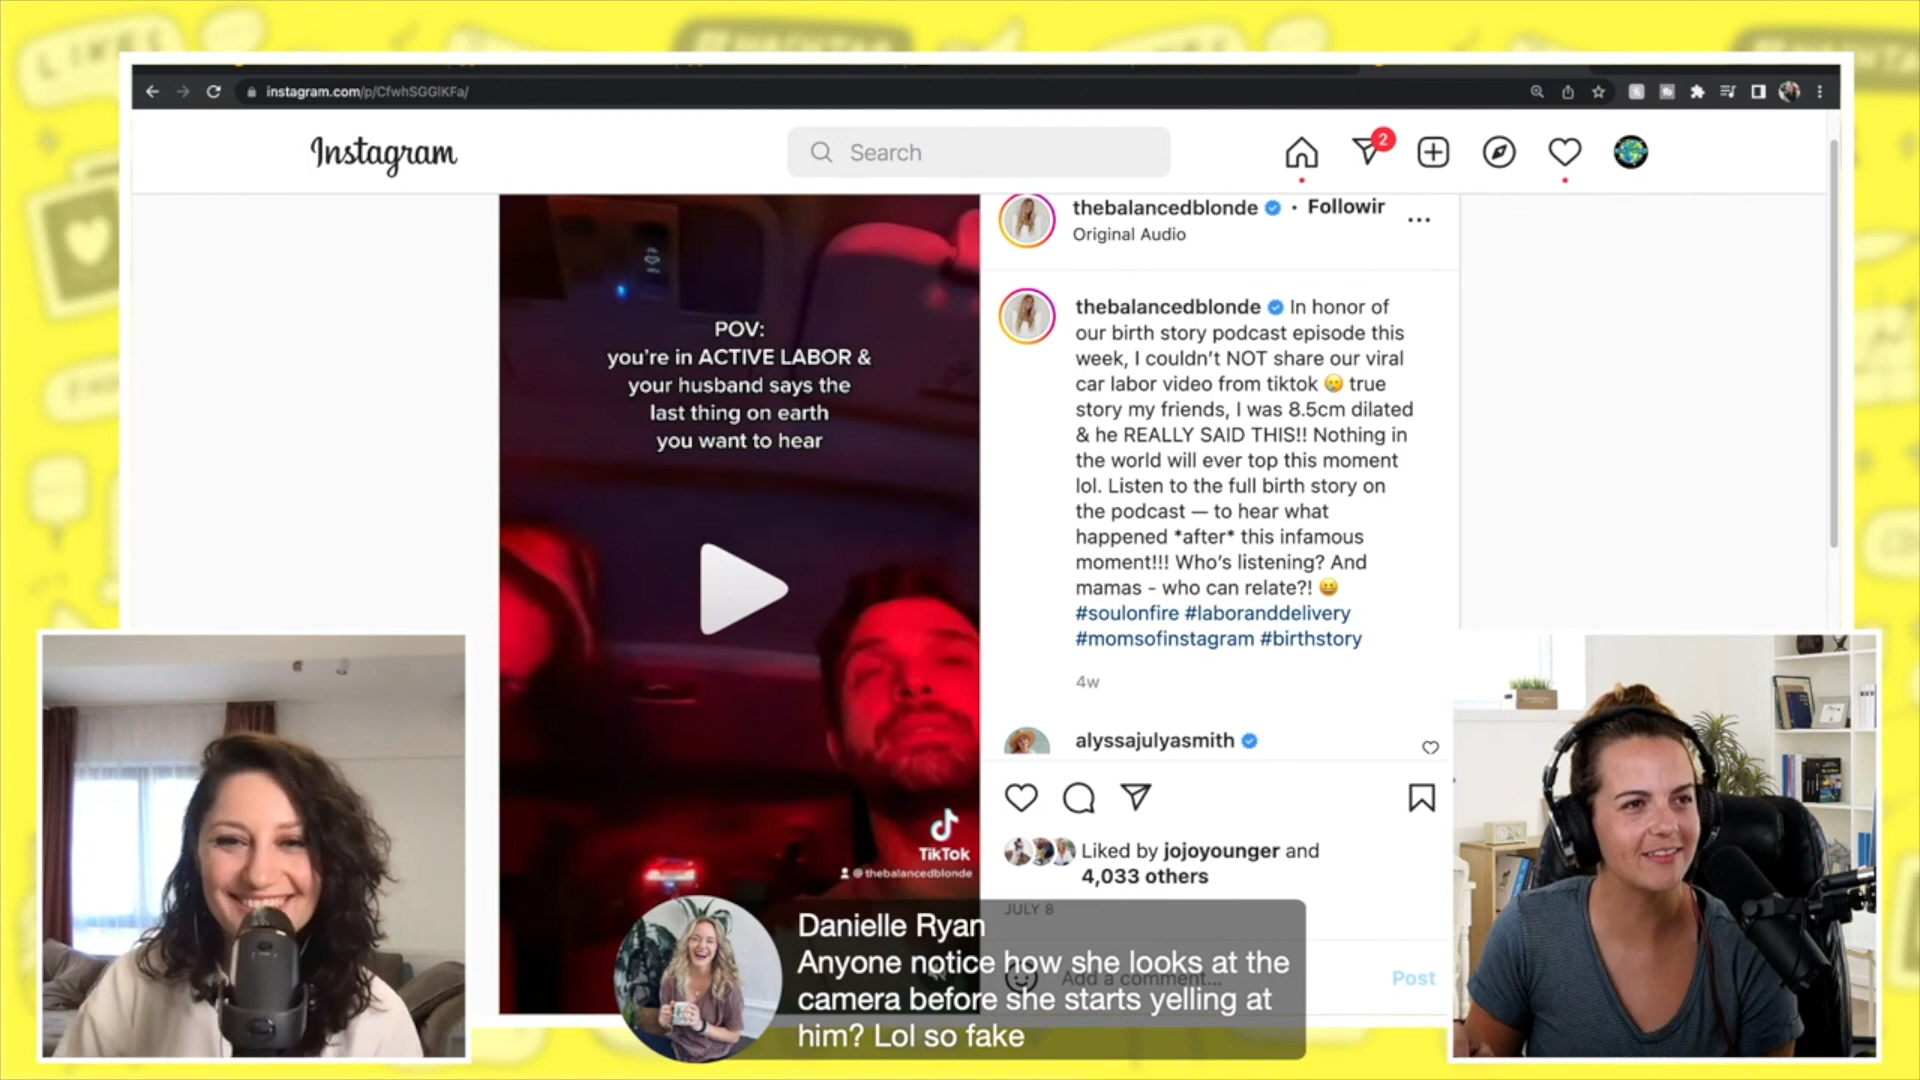 LIKES
HASHTAG
instagram.com/p/CfwhSGGlKFa/
Instagram
Search
2
thebalancedblonde • Followir
Original Audio
POV:
you're in ACTIVE LABOR &
your husband says the
last thing on earth
you want to hear
TikTok
@thebalancedblonde
thebalancedblonde In honor of
our birth story podcast episode this
week, I couldn't NOT share our viral
car labor video from tiktok 😢 true
story my friends, I was 8.5cm dilated
& he REALLY SAID THIS!! Nothing in
the world will ever top this moment
lol. Listen to the full birth story on
the podcast — to hear what
happened *after* this infamous
moment!!! Who's listening? And
mamas - who can relate?! 😆
#soulonfire #laboranddelivery
#momsofinstagram #birthstory
4w
alyssajulyasmith
Liked by jojoyounger and
4,033 others
JULY 8
Add a comment...
Post
Danielle Ryan
Anyone notice how she looks at the
camera before she starts yelling at
him? Lol so fake